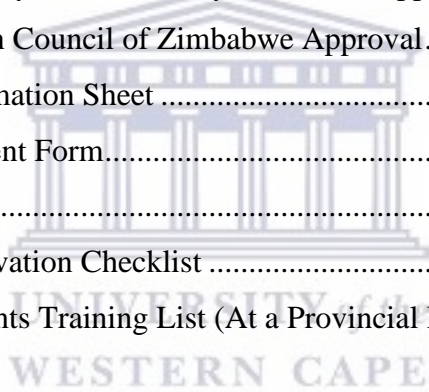 n Council of Zimbabwe Approval.
nation Sheet ..............................
ent Form.....................................
.................................................
vation Checklist .........................
UNIVERSITY of the
nts Training List (At a Provincial
WESTERN CAPE